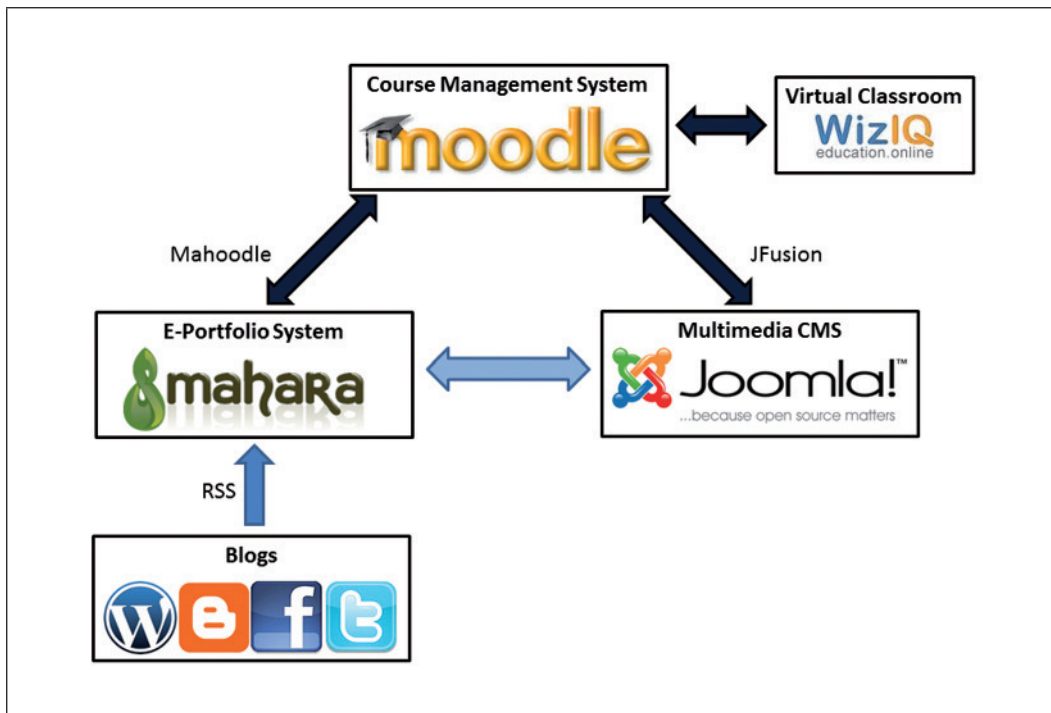 Course Management System
moodle
Virtual Classroom
WizIQ
education.online
Mahoodle
JFusion
E-Portfolio System
mahara
Multimedia CMS
Joomla!™
...because open source matters
RSS
Blogs
W B f t